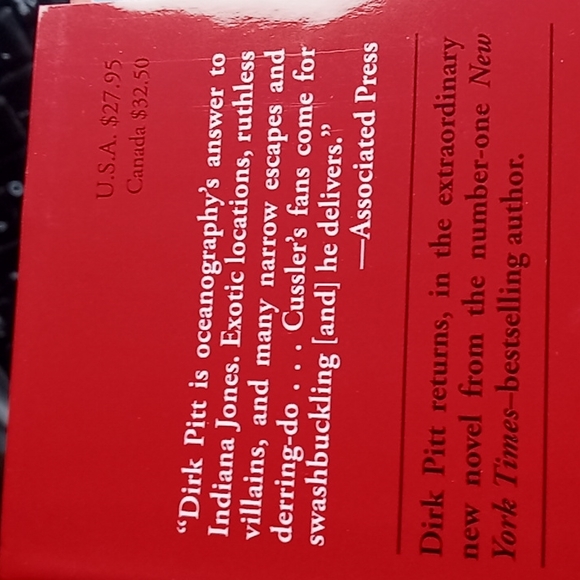 U.S.A. $27.95
Canada $32.50
“Dirk Pitt is oceanography’s answer to
Indiana Jones. Exotic locations, ruthless
villains, and many narrow escapes and
derring-do . . . Cussler’s fans come for
swashbuckling [and] he delivers.”
—Associated Press
Dirk Pitt returns, in the extraordinary
new novel from the number-one New
York Times–bestselling author.